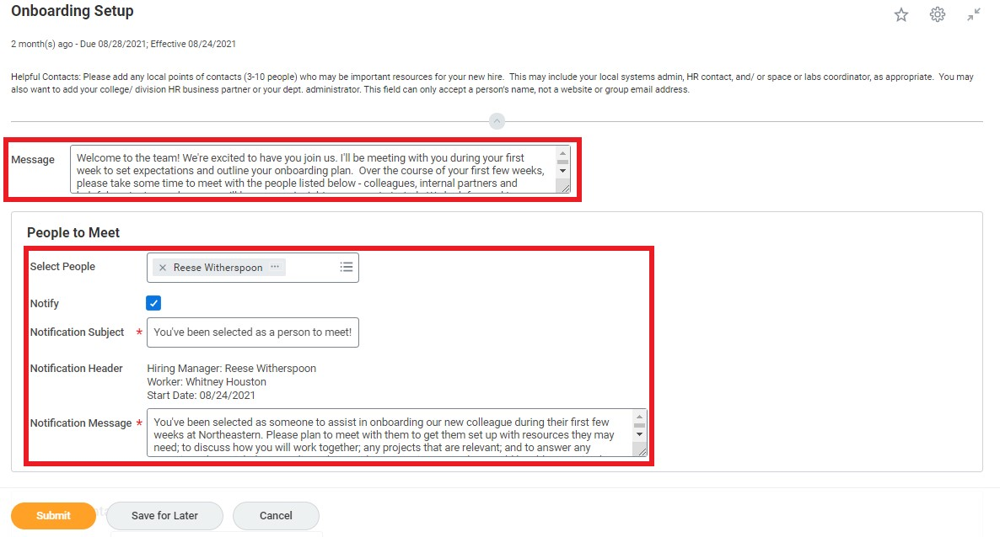 Onboarding Setup
2 month(s) ago - Due 08/28/2021; Effective 08/24/2021
Helpful Contacts: Please add any local points of contacts (3-10 people) who may be important resources for your new hire.  This may include your local systems admin, HR contact, and/ or space or labs coordinator, as appropriate.  You may
also want to add your college/ division HR business partner or your dept. administrator. This field can only accept a person's name, not a website or group email address.
Message
Welcome to the team! We're excited to have you join us. I'll be meeting with you during your first
week to set expectations and outline your onboarding plan.  Over the course of your first few weeks,
please take some time to meet with the people listed below - colleagues, internal partners and
People to Meet
Select People
Reese Witherspoon
Notify
Notification Subject *
You've been selected as a person to meet!
Notification Header
Hiring Manager: Reese Witherspoon
Worker: Whitney Houston
Start Date: 08/24/2021
Notification Message *
You've been selected as someone to assist in onboarding our new colleague during their first few
weeks at Northeastern. Please plan to meet with them to get them set up with resources they may
need; to discuss how you will work together; any projects that are relevant; and to answer any
Submit
Save for Later
Cancel